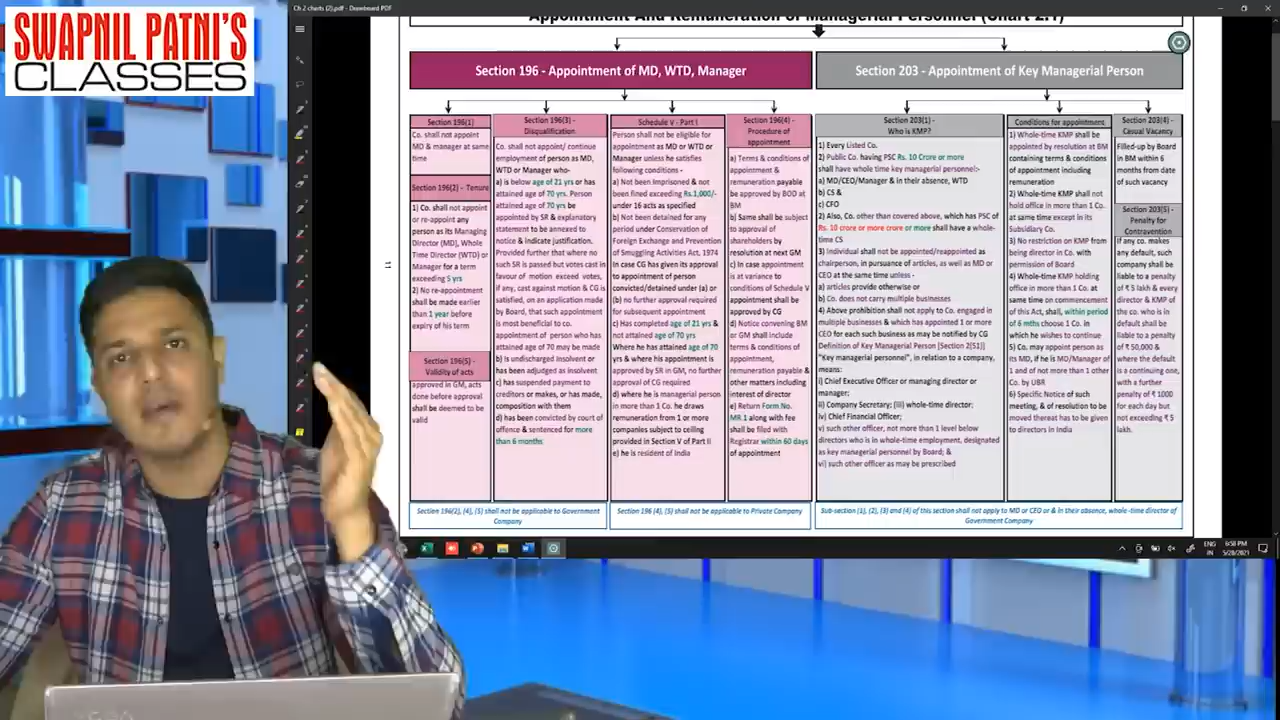 SWAPNIL PATNI'S
CLASSES
Ch 2 charts (2).pdf - Drawboard PDF
Appointment And Remuneration of Managerial Personnel (Chart 2.1)
Section 196 - Appointment of MD, WTD, Manager
Section 203 - Appointment of Key Managerial Person
Section 196(1)
Co. shall not appoint
MD & manager at same
time
Section 196(2) - Tenure
1) Co. shall not appoint
or re-appoint any
person as its Managing
Director (MD), Whole
Time Director (WTD) or
Manager for a term
exceeding 5 yrs
2) No re-appointment
shall be made earlier
than 1 year before
expiry of his term
Section 196(5) -
Validity of acts
approved in GM, acts
done before approval
shall be deemed to be
valid
Section 196(3) -
Disqualification
Co. shall not appoint/ continue
employment of person as MD,
WTD or Manager who-
a) is below age of 21 yrs or has
attained age of 70 yrs. Person
attained age of 70 yrs be
appointed by SR & explanatory
statement to be annexed to
notice & indicate justification.
Provided further that where no
such SR is passed but votes cast in
favour of motion exceed votes,
if any, cast against motion & CG is
satisfied, on an application made
by Board, that such appointment
is most beneficial to co.
appointment of person who has
attained age of 70 may be made
b) is undischarged insolvent or
has been adjudged as insolvent
c) has suspended payment to
creditors or makes, or has made,
composition with them
d) has been convicted by court of
offence & sentenced for more
than 6 months
Schedule V - Part I
Person shall not be eligible for
appointment as MD or WTD or
Manager unless he satisfies
following conditions -
a) Not been Imprisoned & not
been fined exceeding Rs.1,000/-
under 16 acts as specified
b) Not been detained for any
period under Conservation of
Foreign Exchange and Prevention
of Smuggling Activities Act, 1974
In case CG has given its approval
to appointment of person
convicted/detained under (a) or
(b) no further approval required
for subsequent appointment
c) Has completed age of 21 yrs &
not attained age of 70 yrs
Where he has attained age of 70
yrs & where his appointment is
approved by SR in GM, no further
approval of CG required
d) where he is managerial person
in more than 1 Co. he draws
remuneration from 1 or more
companies subject to ceiling
provided in Section V of Part II
e) he is resident of India
Section 196(4) -
Procedure of
appointment
a) Terms & conditions of
appointment &
remuneration payable
be approved by BOD at
BM
b) Same shall be subject
to approval of
shareholders by
resolution at next GM
c) In case appointment
is at variance to
conditions of Schedule V
appointment shall be
approved by CG
d) Notice convening BM
or GM shall include
terms & conditions of
appointment,
remuneration payable &
other matters including
interest of director
e) Return Form No.
MR.1 along with fee
shall be filed with
Registrar within 60 days
of appointment
Section 203(1) -
Who is KMP?
1) Every Listed Co.
2) Public Co. having PSC Rs. 10 Crore or more
shall have whole time key managerial personnel:-
a) MD/CEO/Manager & in their absence, WTD
b) CS &
c) CFO
2) Also, Co. other than covered above, which has PSC of
Rs. 10 crore or more crore or more shall have a whole-
time CS
3) Individual shall not be appointed/reappointed as
chairperson, in pursuance of articles, as well as MD or
CEO at the same time unless -
a) articles provide otherwise or
b) Co. does not carry multiple businesses
4) Above prohibition shall not apply to Co. engaged in
multiple businesses & which has appointed 1 or more
CEO for each such business as may be notified by CG
Definition of Key Managerial Person [Section 2(51)]
"Key managerial personnel", in relation to a company,
means:
i) Chief Executive Officer or managing director or
manager;
ii) Company Secretary; (iii) whole-time director;
iv) Chief Financial Officer;
v) such other officer, not more than 1 level below
directors who is in whole-time employment, designated
as key managerial personnel by Board; &
vi) such other officer as may be prescribed
Conditions for appointment
1) Whole-time KMP shall be
appointed by resolution at BM
containing terms & conditions
of appointment including
remuneration
2) Whole-time KMP shall not
hold office in more than 1 Co.
at same time except in its
Subsidiary Co.
3) No restriction on KMP from
being director in Co. with
permission of Board
4) Whole-time KMP holding
office in more than 1 Co. at
same time on commencement
of this Act, shall, within period
of 6 mths choose 1 Co. in
which he wishes to continue
5) Co. may appoint person as
its MD, if he is MD/Manager of
1 and of not more than 1 other
Co. by UBR
6) Specific Notice of such
meeting, & of resolution to be
moved thereat has to be given
to directors in India
Section 203(4) -
Casual Vacancy
Filled-up by Board
in BM within 6
months from date
of such vacancy
Section 203(5) -
Penalty for
Contravention
If any co. makes
any default, such
company shall be
liable to a penalty
of ₹ 5 lakh & every
director & KMP of
the co. who is in
default shall be
liable to a penalty
of ₹ 50,000 &
where the default
is a continuing one,
with a further
penalty of ₹ 1000
for each day but
not exceeding ₹ 5
lakh.
Section 196(2), (4), (5) shall not be applicable to Government
Company
Section 196 (4), (5) shall not be applicable to Private Company
Sub-section (1), (2), (3) and (4) of this section shall not apply to MD or CEO or & in their absence, whole-time director of
Government Company
11
ENG
IN
6:58 PM
5/28/2021